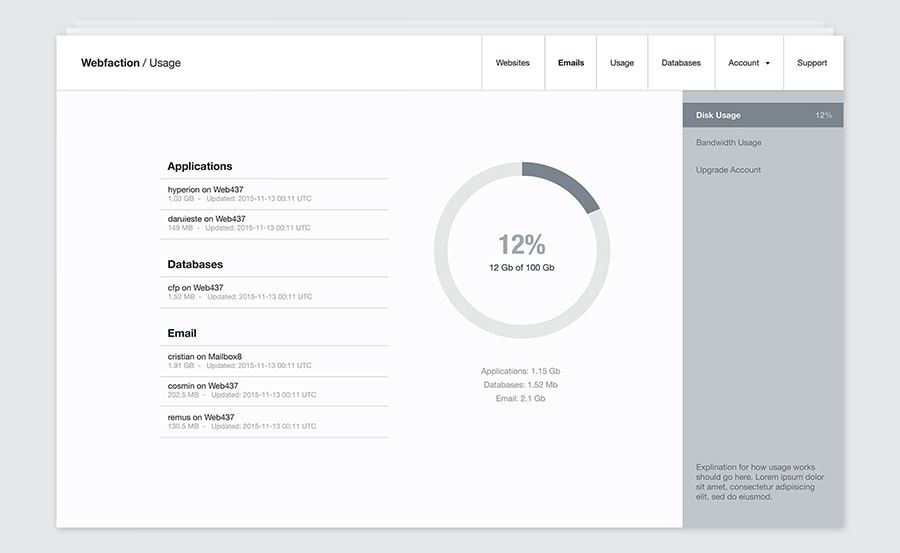 Webfaction / Usage
Websites
Emails
Usage
Databases
Account
Support
Applications
hyperion on Web437
1.03 GB - Updated: 2015-11-13 00:11 UTC
daruieste on Web437
149 MB - Updated: 2015-11-13 00:11 UTC
Databases
cfp on Web437
1.52 MB - Updated: 2015-11-13 00:11 UTC
Email
cristian on Mailbox8
1.91 GB - Updated: 2015-11-13 00:11 UTC
cosmin on Web437
202.5 MB - Updated: 2015-11-13 00:11 UTC
remus on Web437
130.5 MB - Updated: 2015-11-13 00:11 UTC
12%
12 Gb of 100 Gb
Applications: 1.15 Gb
Databases: 1.52 Mb
Email: 2.1 Gb
Disk Usage 12%
Bandwidth Usage
Upgrade Account
Explination for how usage works
should go here. Lorem ipsum dolor
sit amet, consectetur adipisicing
elit, sed do eiusmod.